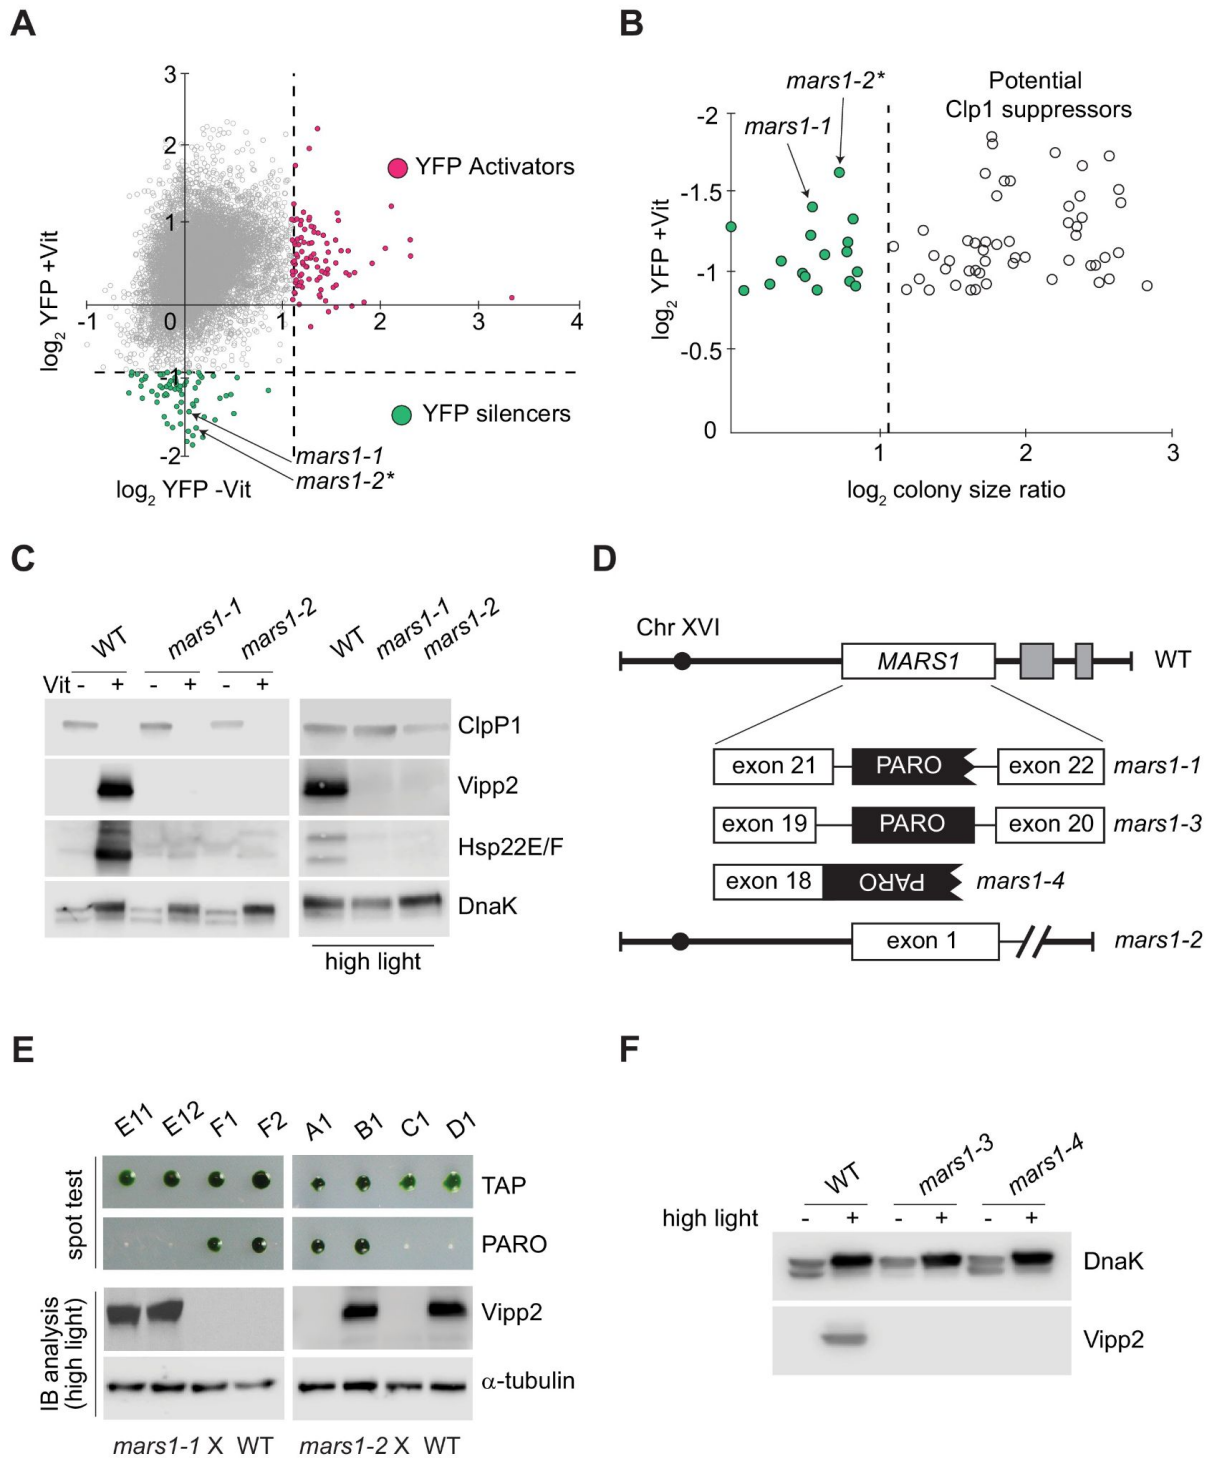 A
3
2
1
-1
0
1
2
3
4
-1
-2
log2 YFP +Vit
YFP Activators
YFP silencers
mars1-1
mars1-2*
log2 YFP -Vit
B
mars1-2*
Potential
Clp1 suppressors
mars1-1
-2
-1.5
-1
-0.5
0
1
2
3
log2 YFP +Vit
log2 colony size ratio
C
WT mars1-1 mars1-2
WT mars1-1 mars1-2
Vit - + - + - +
ClpP1
Vipp2
Hsp22E/F
DnaK
high light
D
Chr XVI
MARS1
WT
exon 21 PARO exon 22 mars1-1
exon 19 PARO exon 20 mars1-3
exon 18 PARO mars1-4
exon 1 mars1-2
E
E11 E12 F1 F2 A1 B1 C1 D1
spot test
TAP
PARO
IB analysis
(high light)
Vipp2
α-tubulin
mars1-1 X WT
mars1-2 X WT
F
WT mars1-3 mars1-4
high light - + - + - +
DnaK
Vipp2